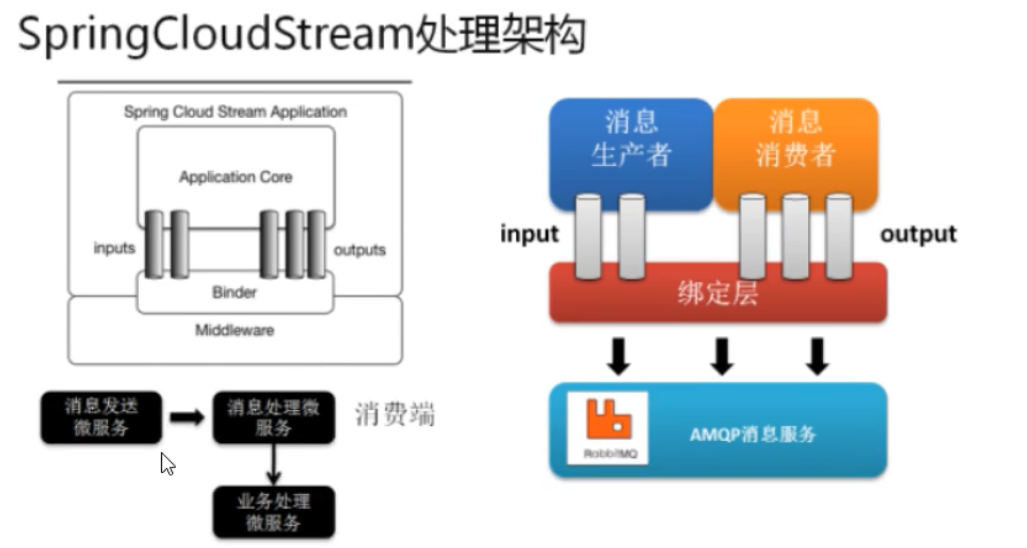 SpringCloudStream处理架构
Spring Cloud Stream Application
Application Core
inputs
outputs
Binder
Middleware
消息发送
微服务
消息处理微
服务
消费端
业务处理
微服务
消息
生产者
消息
消费者
input
output
绑定层
RabbitMQ
AMQP消息服务